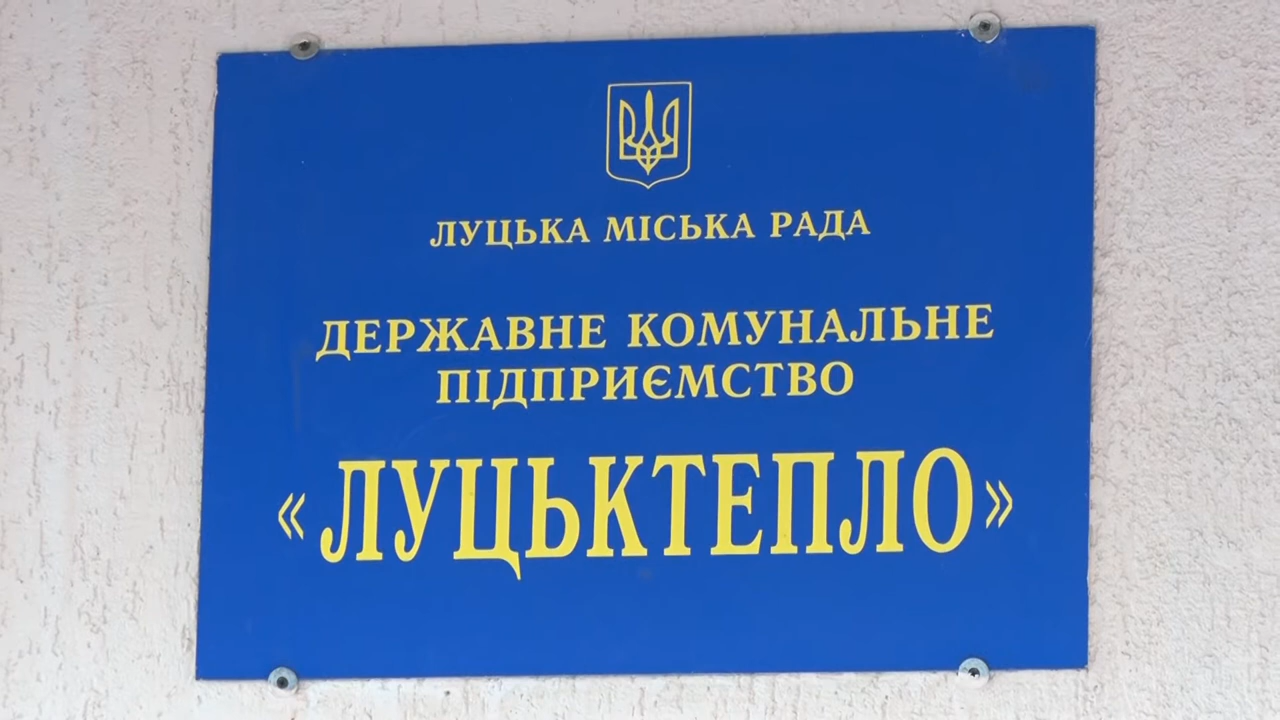 ЛУЦЬКА МІСЬКА РАДА
ДЕРЖАВНЕ КОМУНАЛЬНЕ
ПІДПРИЄМСТВО
«ЛУЦЬКТЕПЛО»